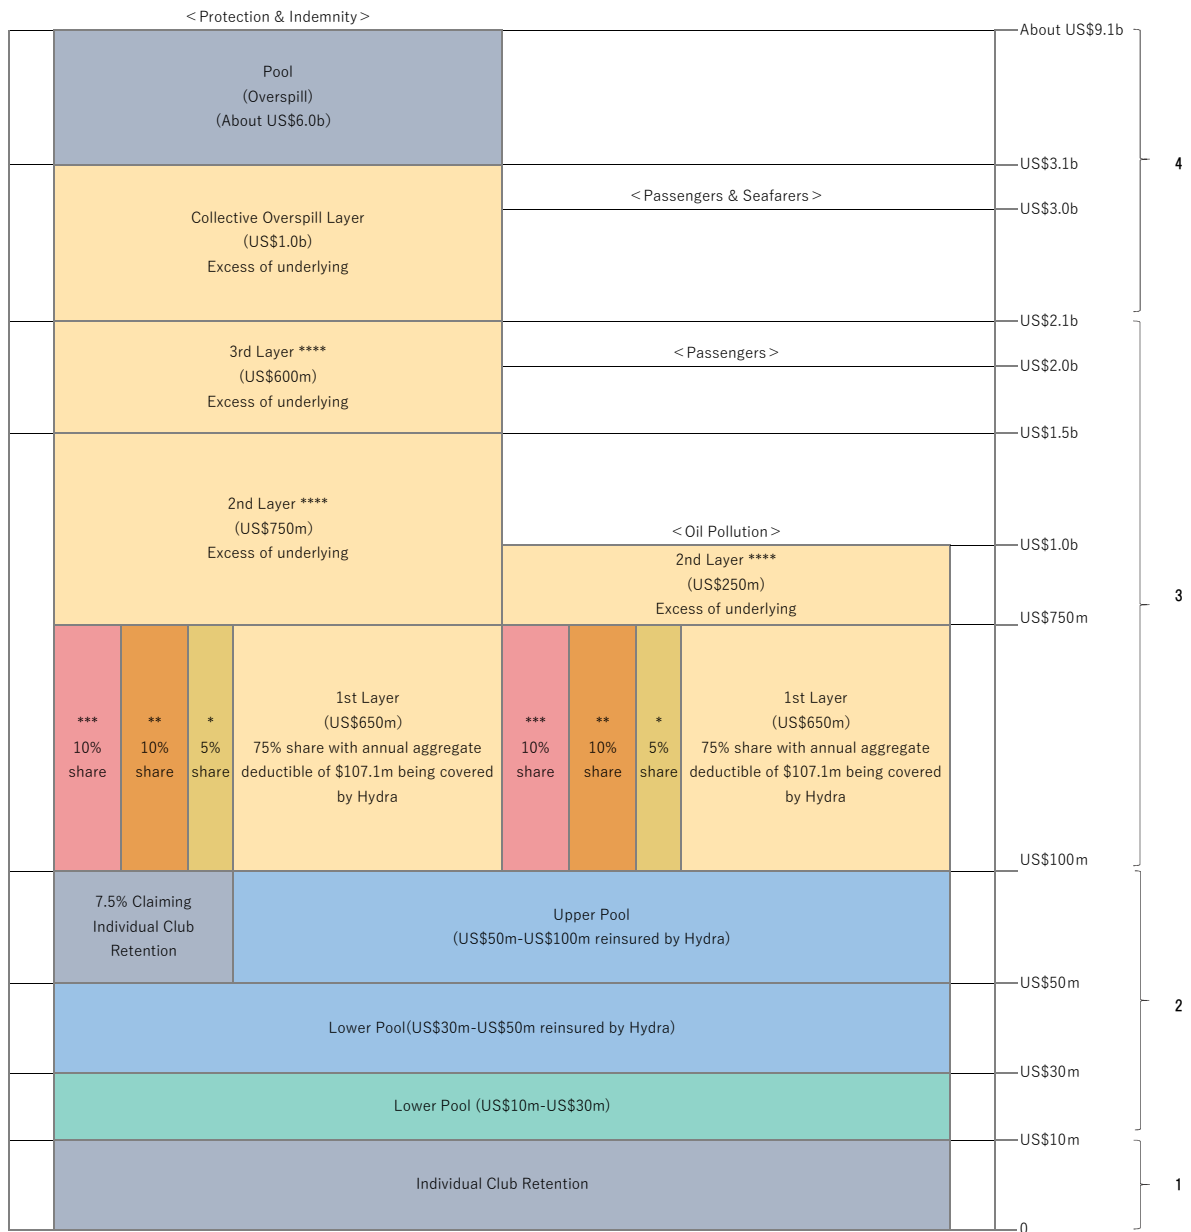 ＜Protection & Indemnity＞
About US$9.1b
Pool
(Overspill)
(About US$6.0b)
US$3.1b
4
＜Passengers & Seafarers＞
US$3.0b
Collective Overspill Layer
(US$1.0b)
Excess of underlying
US$2.1b
3rd Layer ****
(US$600m)
Excess of underlying
＜Passengers＞
US$2.0b
US$1.5b
2nd Layer ****
(US$750m)
Excess of underlying
＜Oil Pollution＞
US$1.0b
2nd Layer ****
(US$250m)
Excess of underlying
3
US$750m
***
10%
share
**
10%
share
*
5%
share
1st Layer
(US$650m)
75% share with annual aggregate
deductible of $107.1m being covered
by Hydra
***
10%
share
**
10%
share
*
5%
share
1st Layer
(US$650m)
75% share with annual aggregate
deductible of $107.1m being covered
by Hydra
US$100m
7.5% Claiming
Individual Club
Retention
Upper Pool
(US$50m-US$100m reinsured by Hydra)
US$50m
2
Lower Pool(US$30m-US$50m reinsured by Hydra)
US$30m
Lower Pool (US$10m-US$30m)
US$10m
Individual Club Retention
1
0